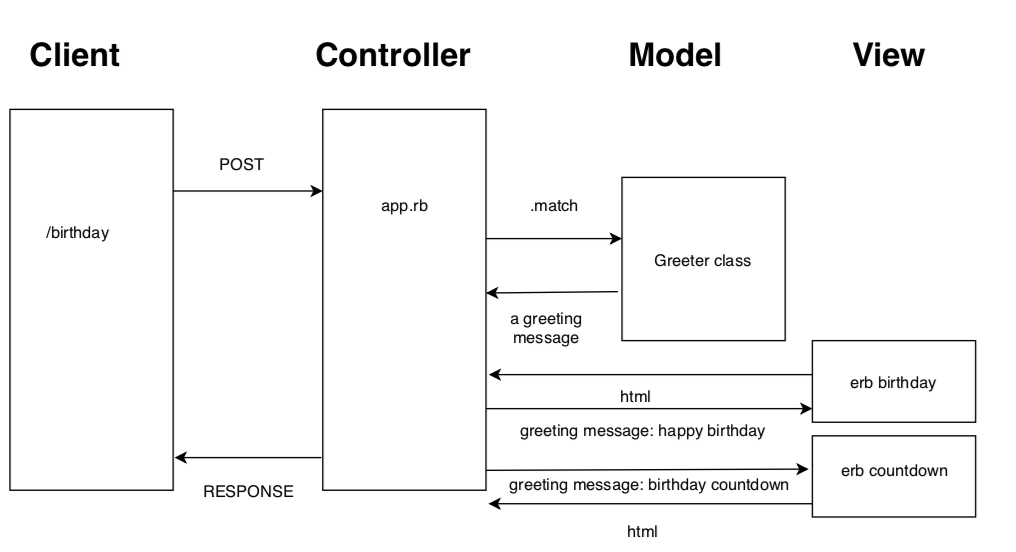 Client
Controller
Model
View
POST
/birthday
app.rb
.match
Greeter class
a greeting
message
erb birthday
html
greeting message: happy birthday
erb countdown
greeting message: birthday countdown
RESPONSE
html